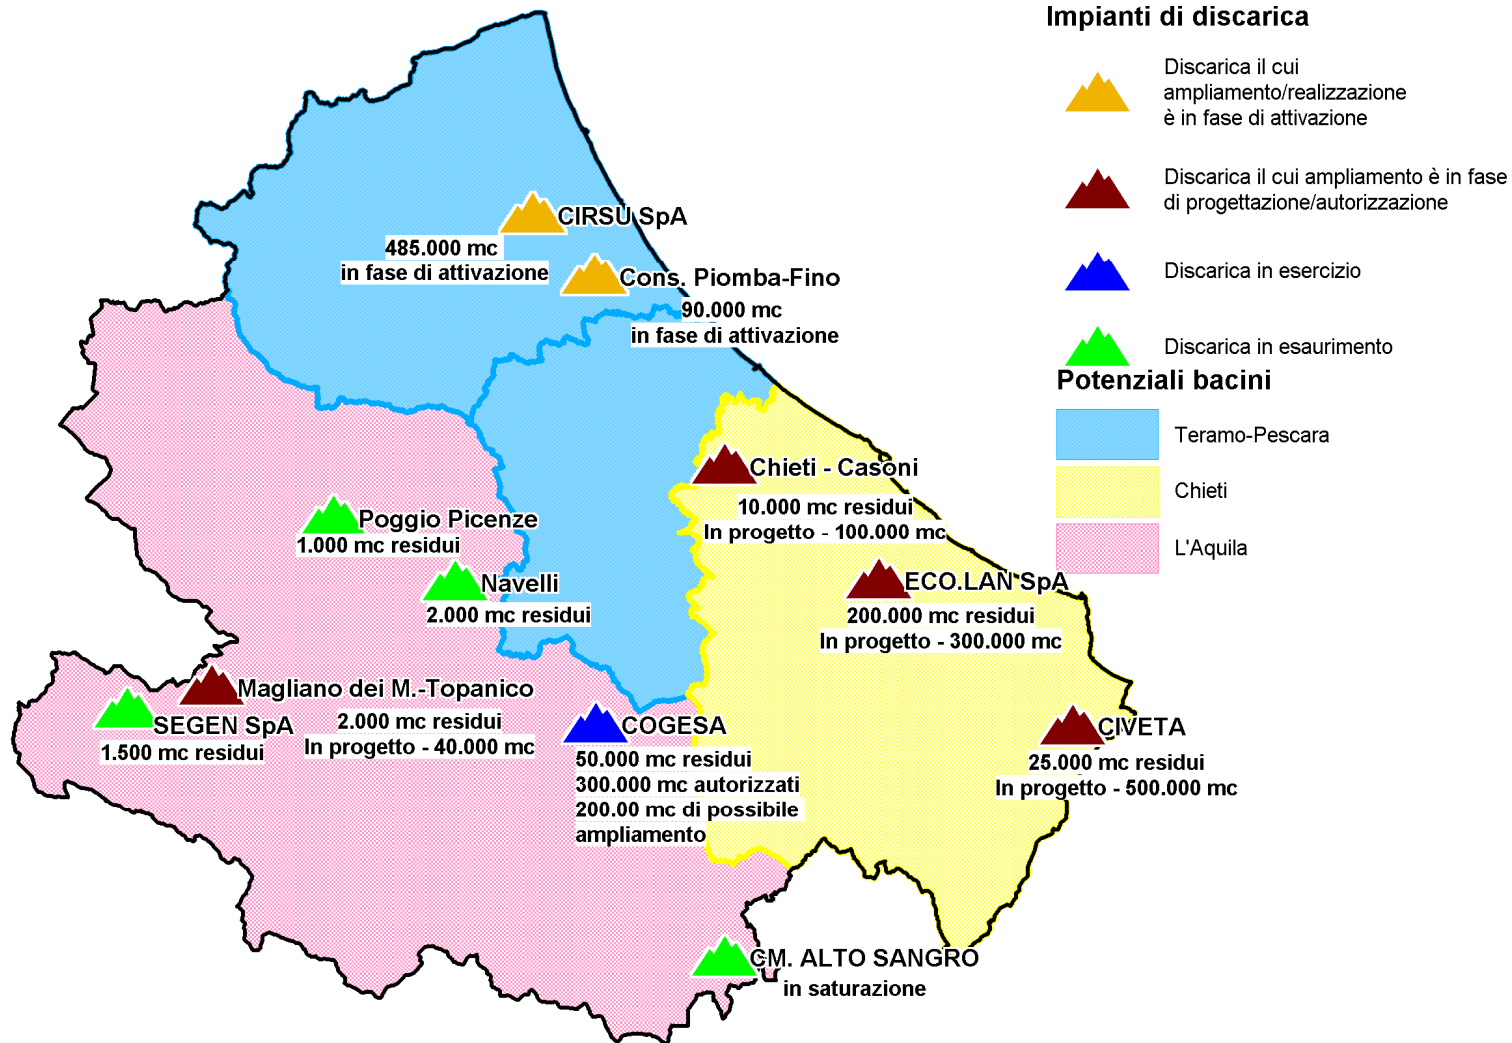 Impianti di discarica
Discarica il cui
ampliamento/realizzazione
è in fase di attivazione
Discarica il cui ampliamento è in fase
di progettazione/autorizzazione
Discarica in esercizio
Discarica in esaurimento
Potenziali bacini
Teramo-Pescara
Chieti
L'Aquila
CIRSU SpA
485.000 mc
in fase di attivazione
Cons. Piomba-Fino
90.000 mc
in fase di attivazione
Chieti - Casoni
10.000 mc residui
In progetto - 100.000 mc
Poggio Picenze
1.000 mc residui
Navelli
2.000 mc residui
ECO.LAN SpA
200.000 mc residui
In progetto - 300.000 mc
Magliano dei M.-Topanico
2.000 mc residui
In progetto - 40.000 mc
SEGEN SpA
1.500 mc residui
COGESA
50.000 mc residui
300.000 mc autorizzati
200.00 mc di possibile
ampliamento
CIVETA
25.000 mc residui
In progetto - 500.000 mc
CM. ALTO SANGRO
in saturazione